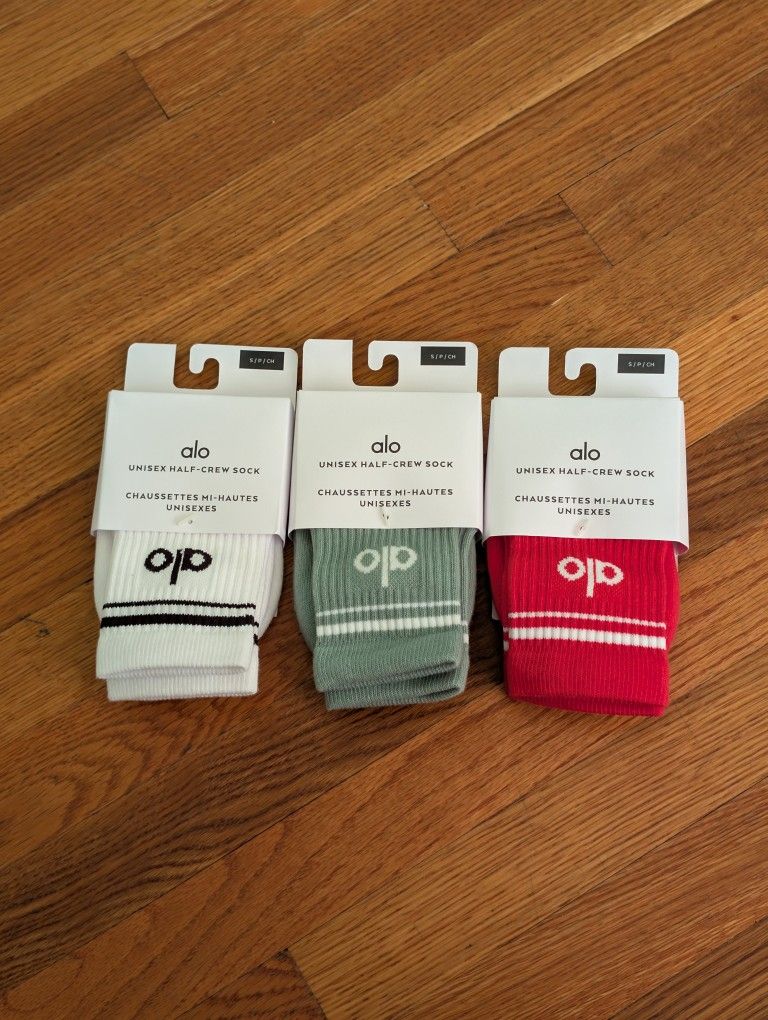 S/P/CH
alo
UNISEX HALF-CREW SOCK
CHAUSSETTES MI-HAUTES
UNISEXES
alo
S/P/CH
alo
UNISEX HALF-CREW SOCK
CHAUSSETTES MI-HAUTES
UNISEXES
alo
S/P/CH
alo
UNISEX HALF-CREW SOCK
CHAUSSETTES MI-HAUTES
UNISEXES
alo